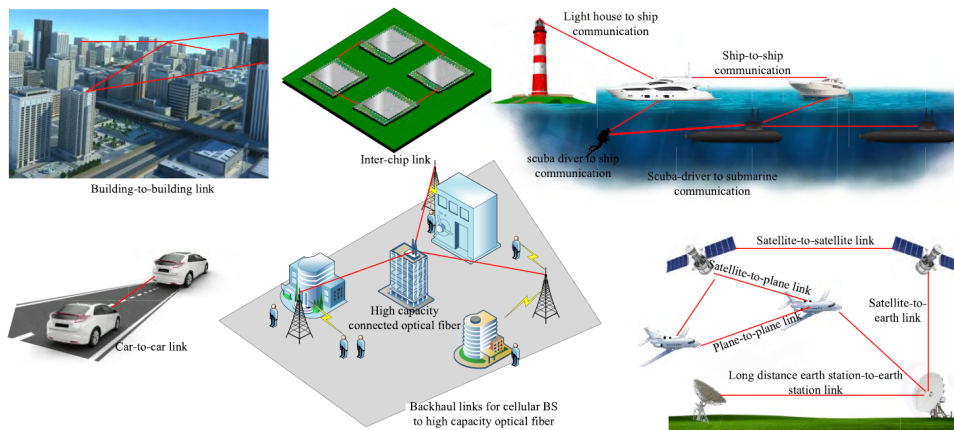 Light house to ship
communication
Ship-to-ship
communication
scuba diver to ship
communication
Scuba-driver to submarine
communication
Inter-chip link
Building-to-building link
Car-to-car link
High capacity
connected optical fiber
Backhaul links for cellular BS
to high capacity optical fiber
Satellite-to-satellite link
Satellite-to-plane link
Plane-to-plane link
Satellite-to-
earth link
Long distance earth station-to-earth
station link